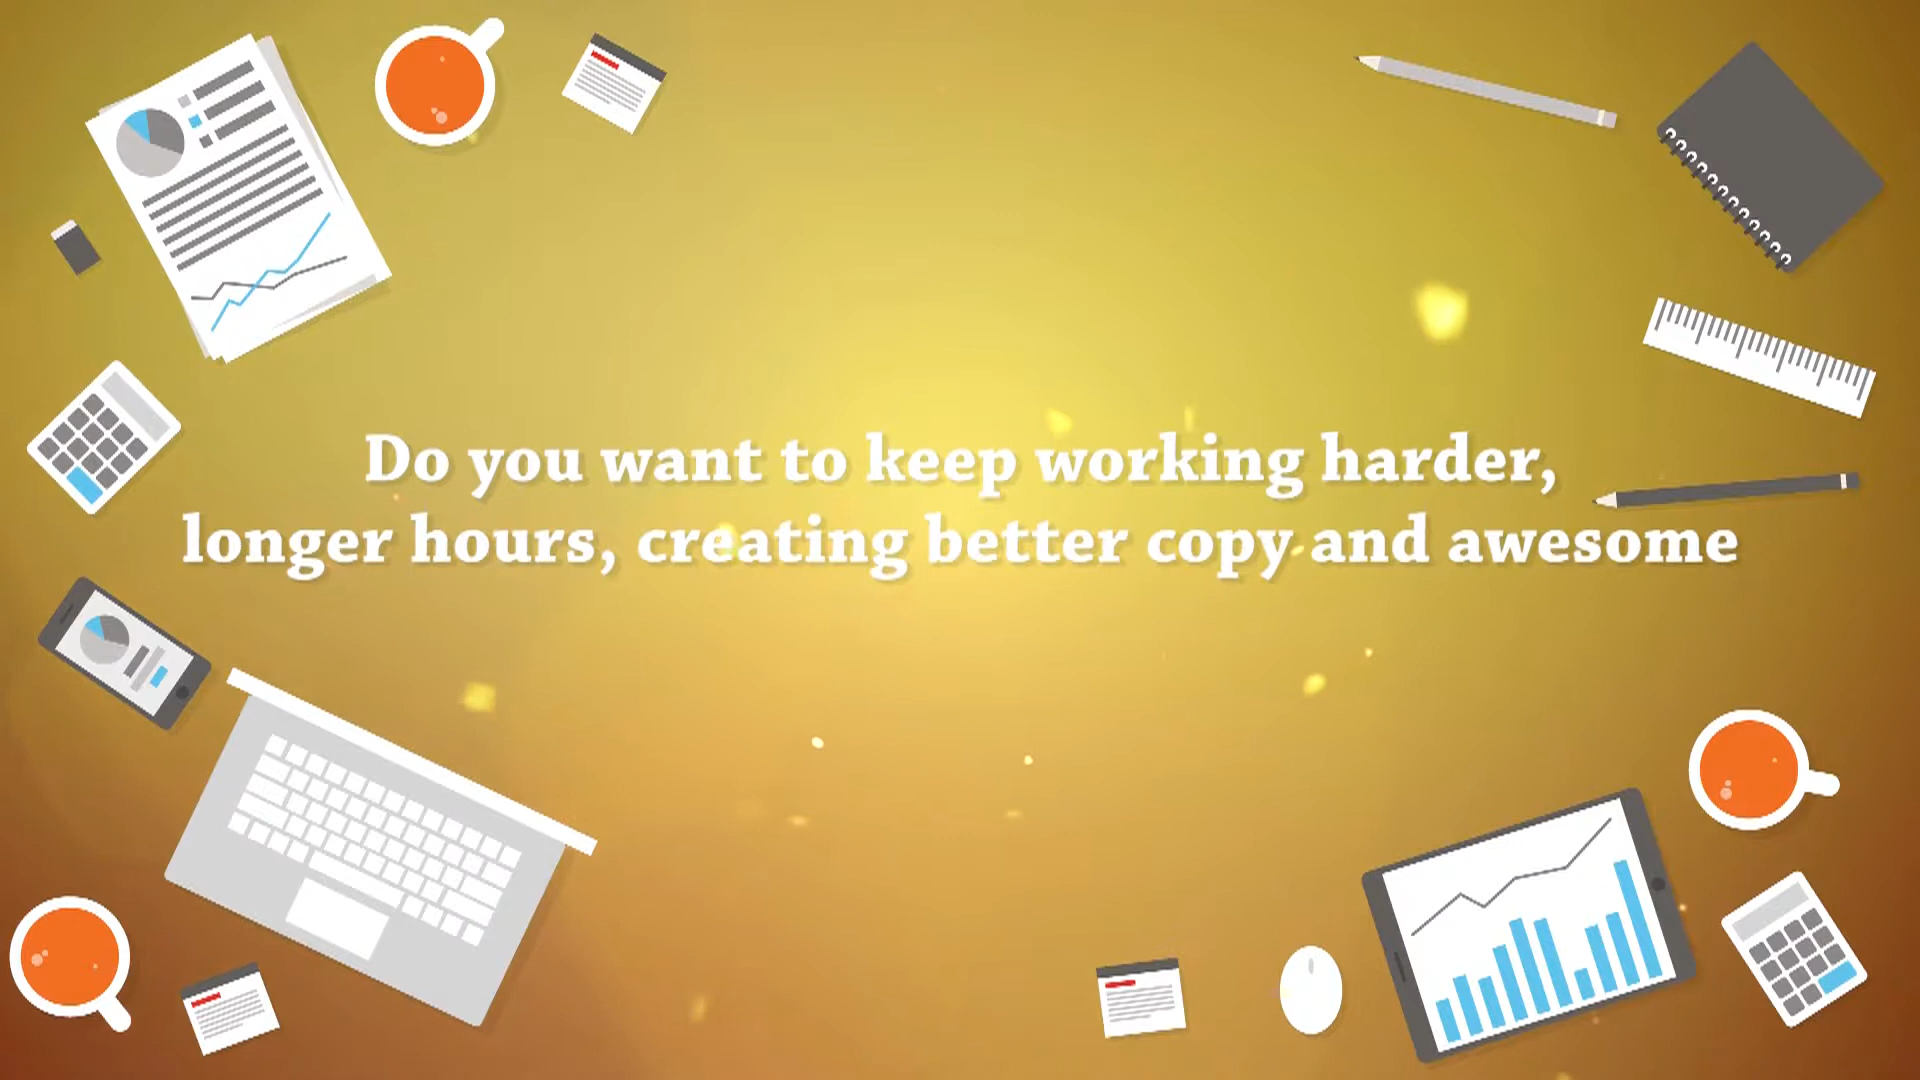 Do you want to keep working harder,
longer hours, creating better copy and awesome